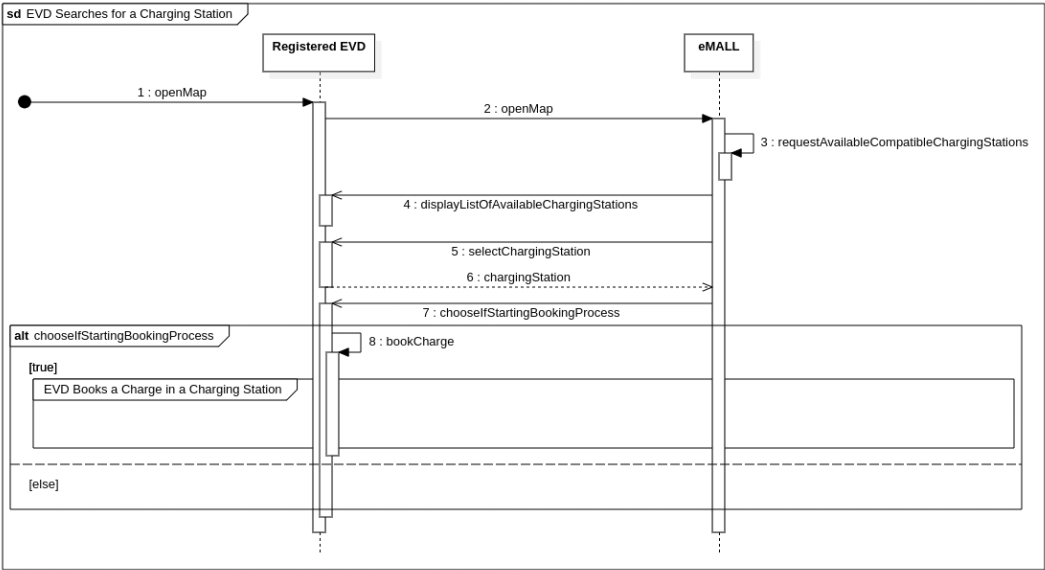 sd EVD Searches for a Charging Station
Registered EVD
eMALL
1 : openMap
2 : openMap
3 : requestAvailableCompatibleChargingStations
4 : displayListOfAvailableChargingStations
5 : selectChargingStation
6 : chargingStation
7 : chooseIfStartingBookingProcess
alt chooseIfStartingBookingProcess
8 : bookCharge
[true]
EVD Books a Charge in a Charging Station
[else]